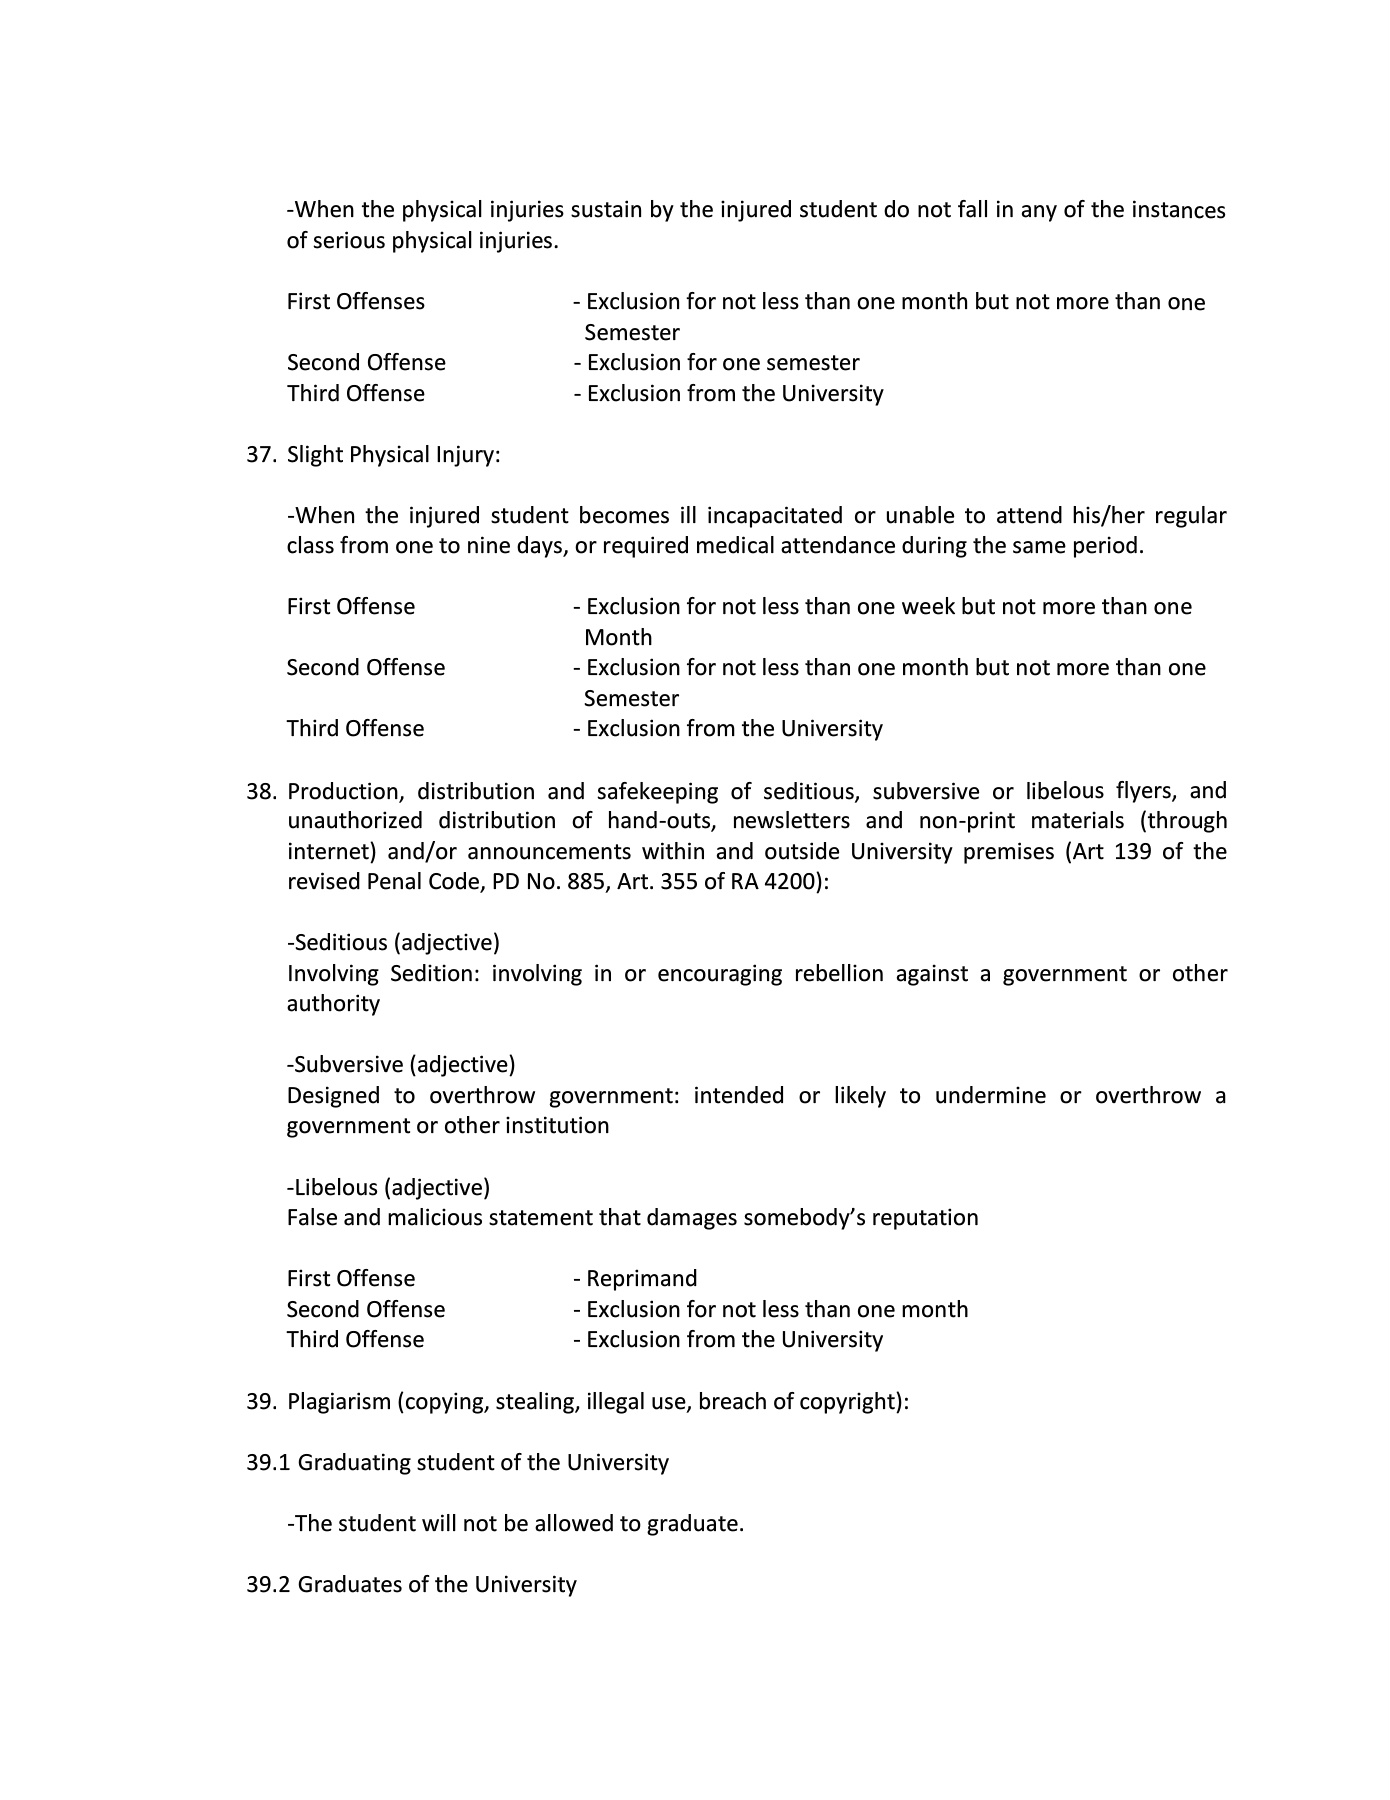 -When the physical injuries sustain by the injured student do not fall in any of the instances
of serious physical injuries.
First Offenses - Exclusion for not less than one month but not more than one
Semester
Second Offense - Exclusion for one semester
Third Offense - Exclusion from the University
37. Slight Physical Injury:
-When the injured student becomes ill incapacitated or unable to attend his/her regular
class from one to nine days, or required medical attendance during the same period.
First Offense - Exclusion for not less than one week but not more than one
Month
Second Offense - Exclusion for not less than one month but not more than one
Semester
Third Offense - Exclusion from the University
38. Production, distribution and safekeeping of seditious, subversive or libelous flyers, and
unauthorized distribution of hand-outs, newsletters and non-print materials (through
internet) and/or announcements within and outside University premises (Art 139 of the
revised Penal Code, PD No. 885, Art. 355 of RA 4200):
-Seditious (adjective)
Involving Sedition: involving in or encouraging rebellion against a government or other
authority
-Subversive (adjective)
Designed to overthrow government: intended or likely to undermine or overthrow a
government or other institution
-Libelous (adjective)
False and malicious statement that damages somebody’s reputation
First Offense - Reprimand
Second Offense - Exclusion for not less than one month
Third Offense - Exclusion from the University
39. Plagiarism (copying, stealing, illegal use, breach of copyright):
39.1 Graduating student of the University
-The student will not be allowed to graduate.
39.2 Graduates of the University